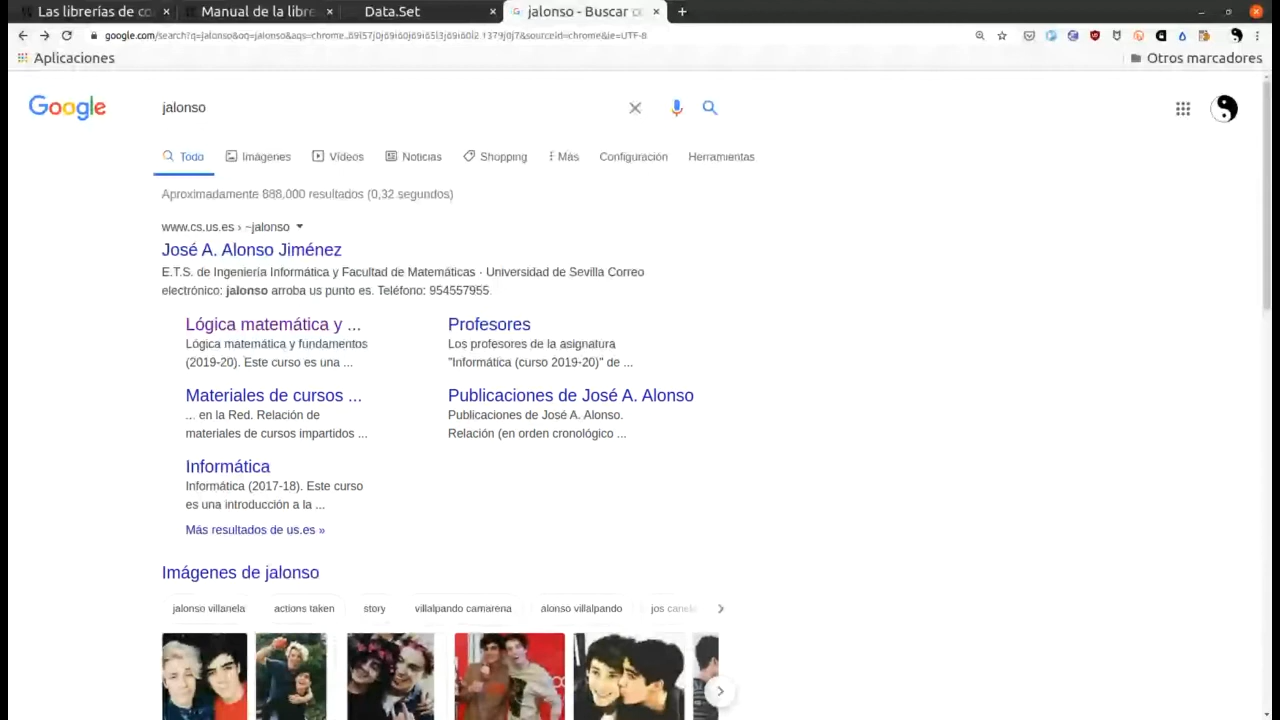 Las librerías de co
Manual de la libre
Data.Set
jalonso - Buscar c
Aplicaciones
Otros marcadores
Google
jalonso
Todo
Imágenes
Vídeos
Noticias
Shopping
Más
Configuración
Herramientas
Aproximadamente 888,000 resultados (0,32 segundos)
www.cs.us.es › ~jalonso
José A. Alonso Jiménez
E.T.S. de Ingeniería Informática y Facultad de Matemáticas · Universidad de Sevilla Correo
electrónico: jalonso arroba us punto es. Teléfono: 954557955.
Lógica matemática y ...
Lógica matemática y fundamentos
(2019-20). Este curso es una ...
Profesores
Los profesores de la asignatura
"Informática (curso 2019-20)" de ...
Materiales de cursos ...
... en la Red. Relación de
materiales de cursos impartidos ...
Publicaciones de José A. Alonso
Publicaciones de José A. Alonso.
Relación (en orden cronológico ...
Informática
Informática (2017-18). Este curso
es una introducción a la ...
Más resultados de us.es »
Imágenes de jalonso
jalonso villanela
actions taken
story
villalpando camarena
alonso villalpando
jos canela